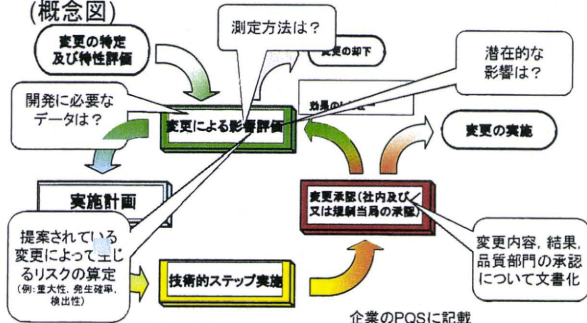 (概念図)
変更の特定
及び特性評価
測定方法は?
変更の却下
潜在的な
影響は?
開発に必要な
データは?
変更による影響評価
変更の実施
実施計画
変更承認(社内及び
又は規制当局の承認)
提案されている
変更によって生じ
るリスクの算定
(例:重大性, 発生確率,
検出性)
技術的ステップ実施
変更内容, 結果,
品質部門の承認
について文書化
企業のPQSに記載